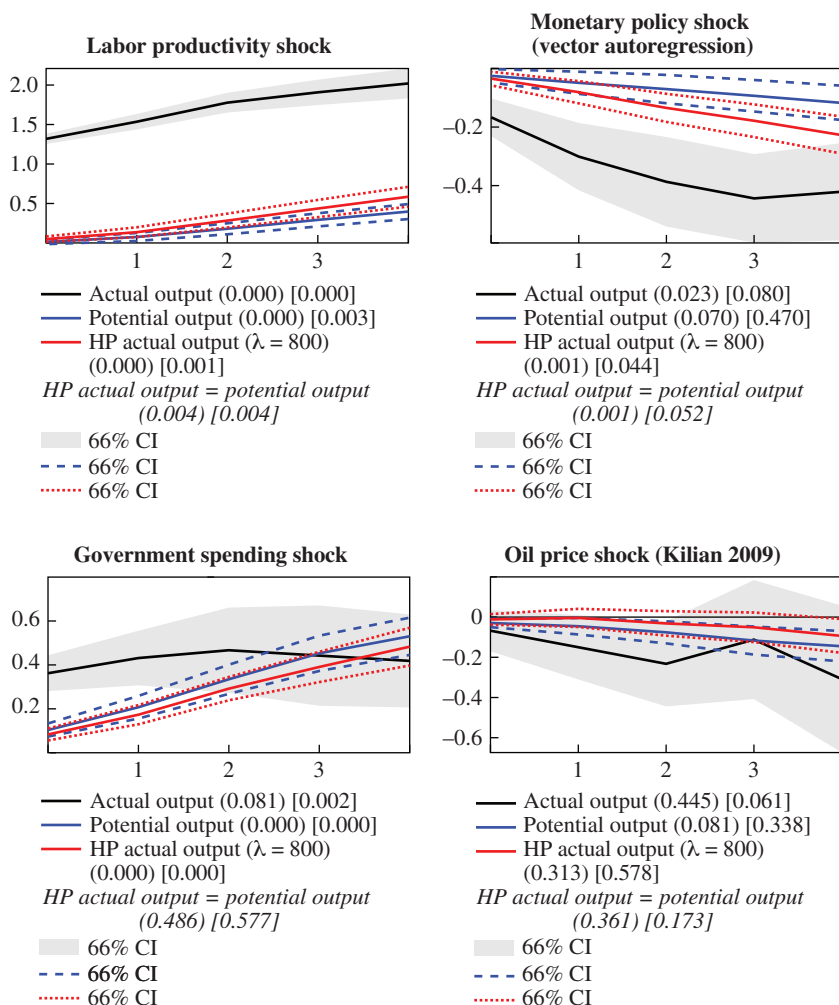 Labor productivity shock
2.0
1.5
1.0
0.5
1 2 3
Actual output (0.000) [0.000]
Potential output (0.000) [0.003]
HP actual output (λ = 800)
(0.000) [0.001]
HP actual output = potential output
(0.004) [0.004]
66% CI
66% CI
66% CI
Monetary policy shock
(vector autoregression)
–0.2
–0.4
1 2 3
Actual output (0.023) [0.080]
Potential output (0.070) [0.470]
HP actual output (λ = 800)
(0.001) [0.044]
HP actual output = potential output
(0.001) [0.052]
66% CI
66% CI
66% CI
Government spending shock
0.6
0.4
0.2
1 2 3
Actual output (0.081) [0.002]
Potential output (0.000) [0.000]
HP actual output (λ = 800)
(0.000) [0.000]
HP actual output = potential output
(0.486) [0.577]
66% CI
66% CI
66% CI
Oil price shock (Kilian 2009)
0
–0.2
–0.4
–0.6
1 2 3
Actual output (0.445) [0.061]
Potential output (0.081) [0.338]
HP actual output (λ = 800)
(0.313) [0.578]
HP actual output = potential output
(0.361) [0.173]
66% CI
66% CI
66% CI